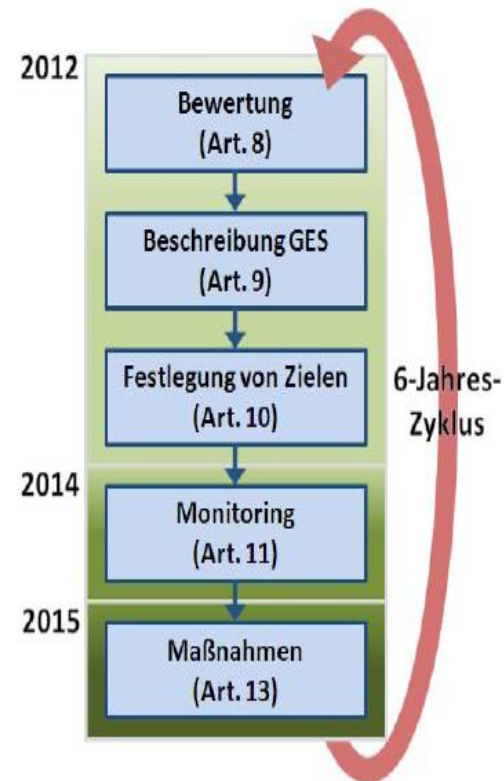 2012
Bewertung
(Art. 8)
Beschreibung GES
(Art. 9)
Festlegung von Zielen
(Art. 10)
6-Jahres-
Zyklus
2014
Monitoring
(Art. 11)
2015
Maßnahmen
(Art. 13)